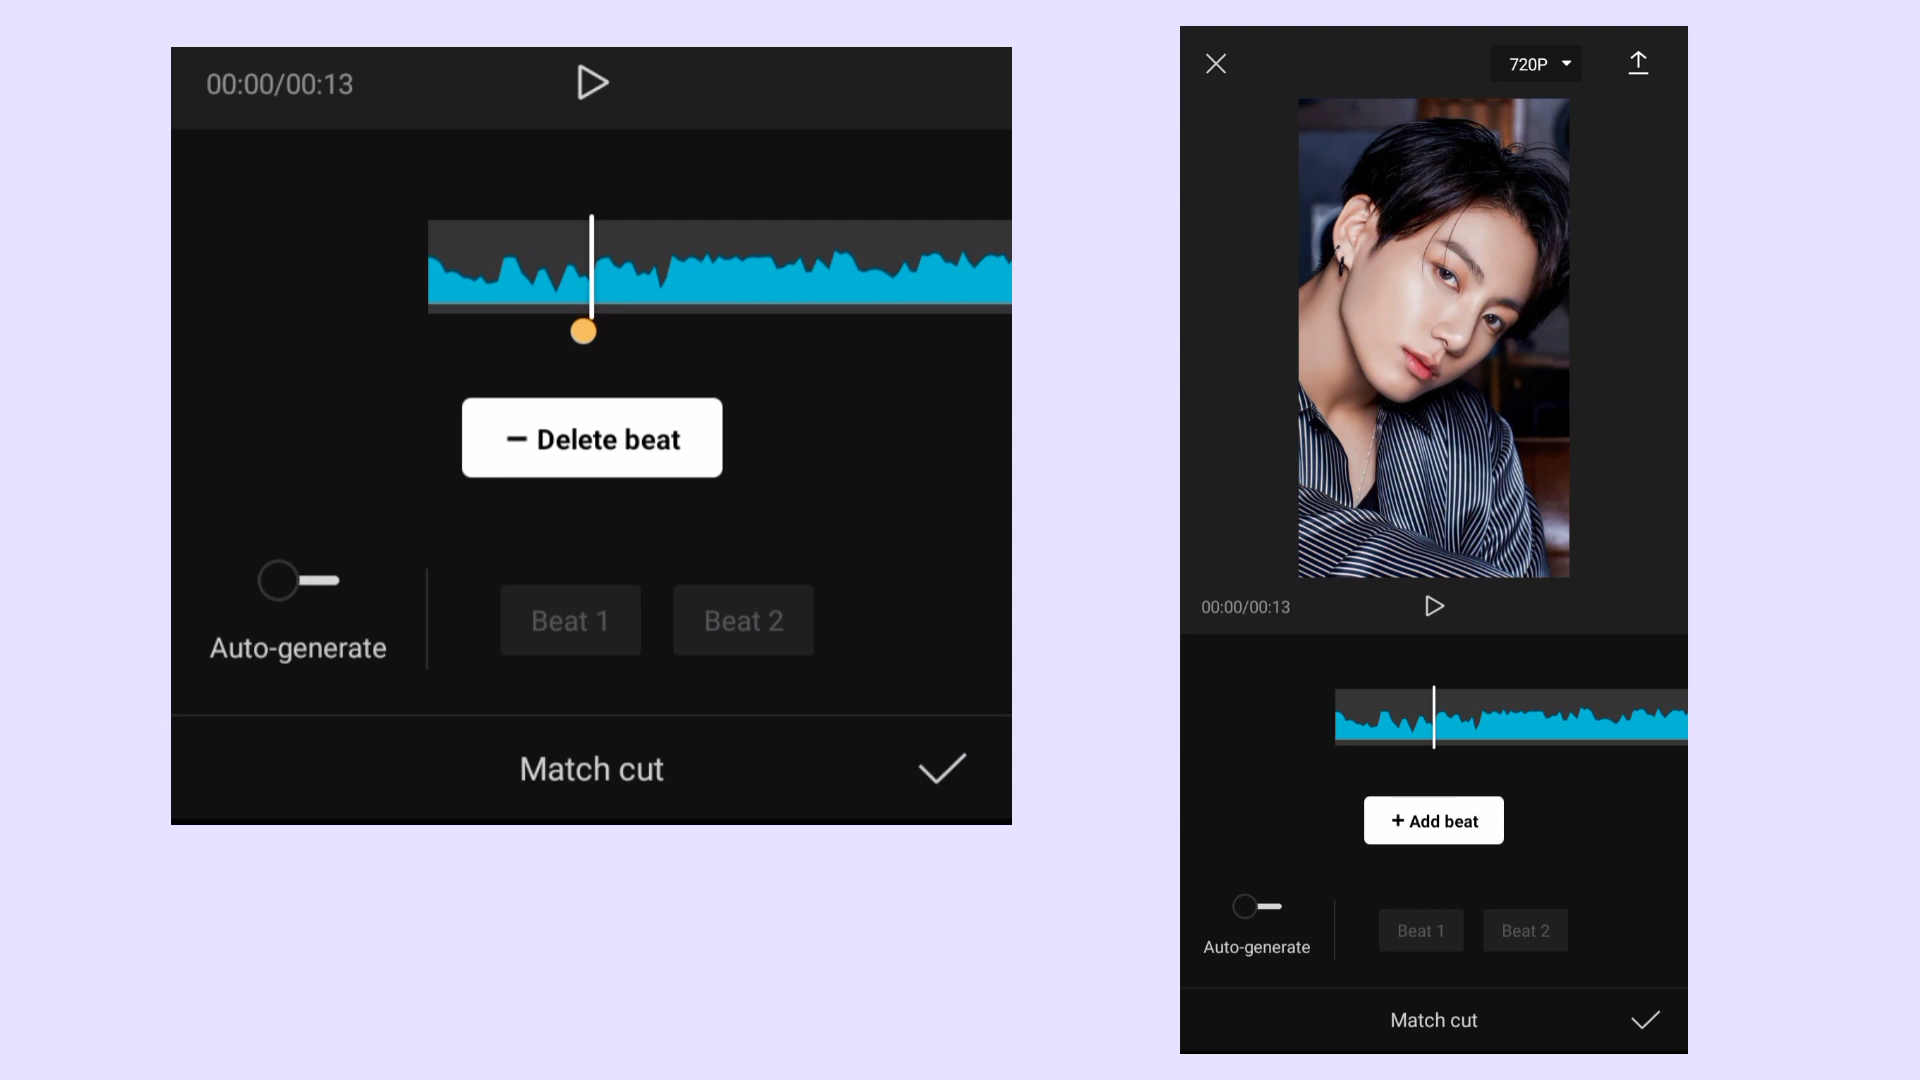 00:00/00:13
Delete beat
Auto-generate
Beat 1
Beat 2
Match cut
720P
00:00/00:13
+ Add beat
Auto-generate
Beat 1
Beat 2
Match cut